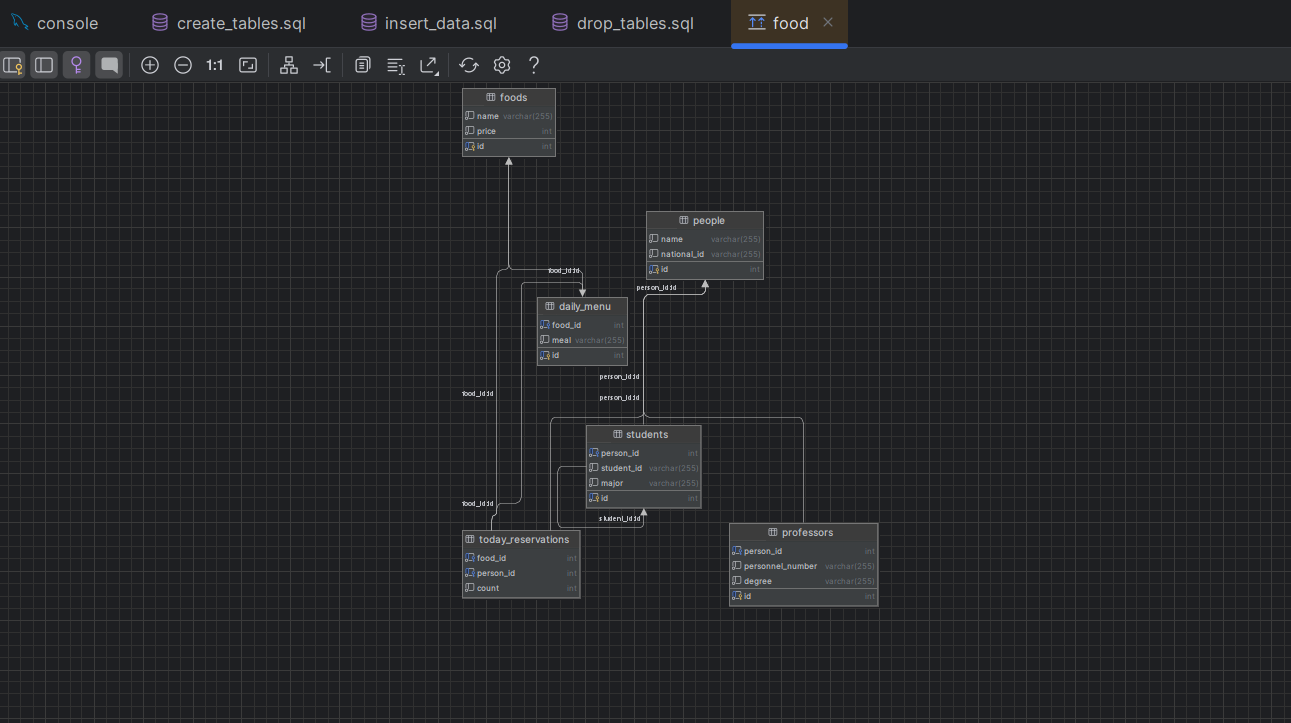 console
create_tables.sql
insert_data.sql
drop_tables.sql
food
1:1
?
foods
name varchar(255)
price int
id int
people
name varchar(255)
national_id varchar(255)
id int
food_id:id
person_id:id
daily_menu
food_id int
meal varchar(255)
id int
person_id:id
food_id:id
person_id:id
students
person_id int
student_id varchar(255)
major varchar(255)
id int
food_id:id
student_id:id
today_reservations
food_id int
person_id int
count int
professors
person_id int
personnel_number varchar(255)
degree varchar(255)
id int